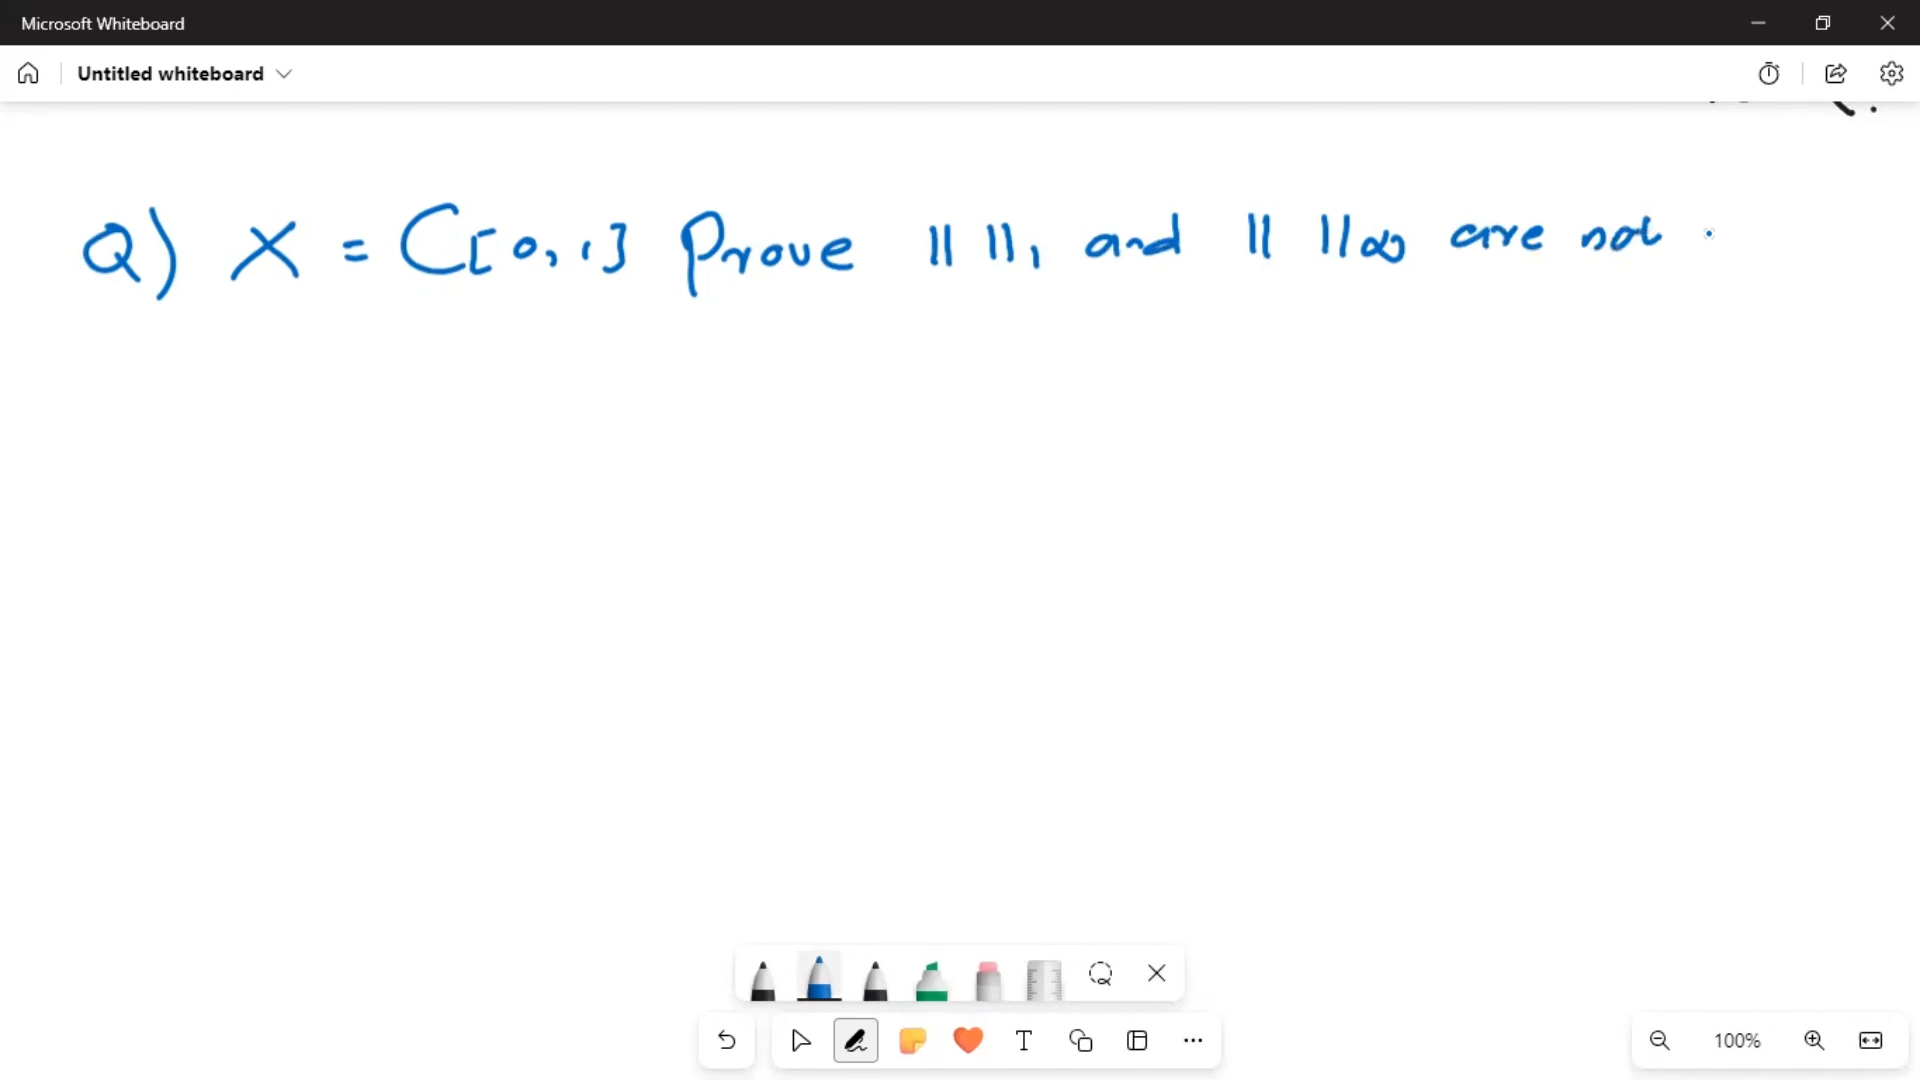 Microsoft Whiteboard
Untitled whiteboard
Q) X = C[0,1] Prove || ||₁ and || ||∞ are not
T
100%